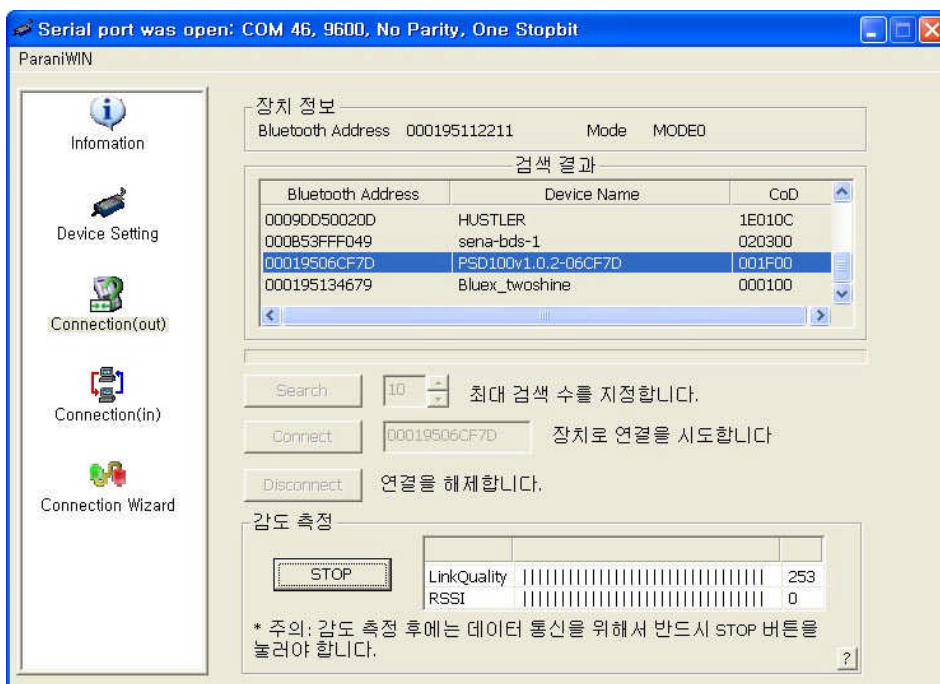 Serial port was open: COM 46, 9600, No Parity, One Stopbit
ParaniWIN
Infomation
Device Setting
Connection(out)
Connection(in)
Connection Wizard
장치 정보
Bluetooth Address 000195112211 Mode MODE0
검색 결과
Bluetooth Address Device Name CoD
0009DD50020D HUSTLER 1E010C
000B53FFF049 sena-bds-1 020300
00019506CF7D PSD100v1.0.2-06CF7D 001F00
000195134679 Bluex_twoshine 000100
Search 10 최대 검색 수를 지정합니다.
Connect 00019506CF7D 장치로 연결을 시도합니다
Disconnect 연결을 해제합니다.
감도 측정
STOP
LinkQuality 253
RSSI 0
* 주의: 감도 측정 후에는 데이터 통신을 위해서 반드시 STOP 버튼을
눌러야 합니다.
?